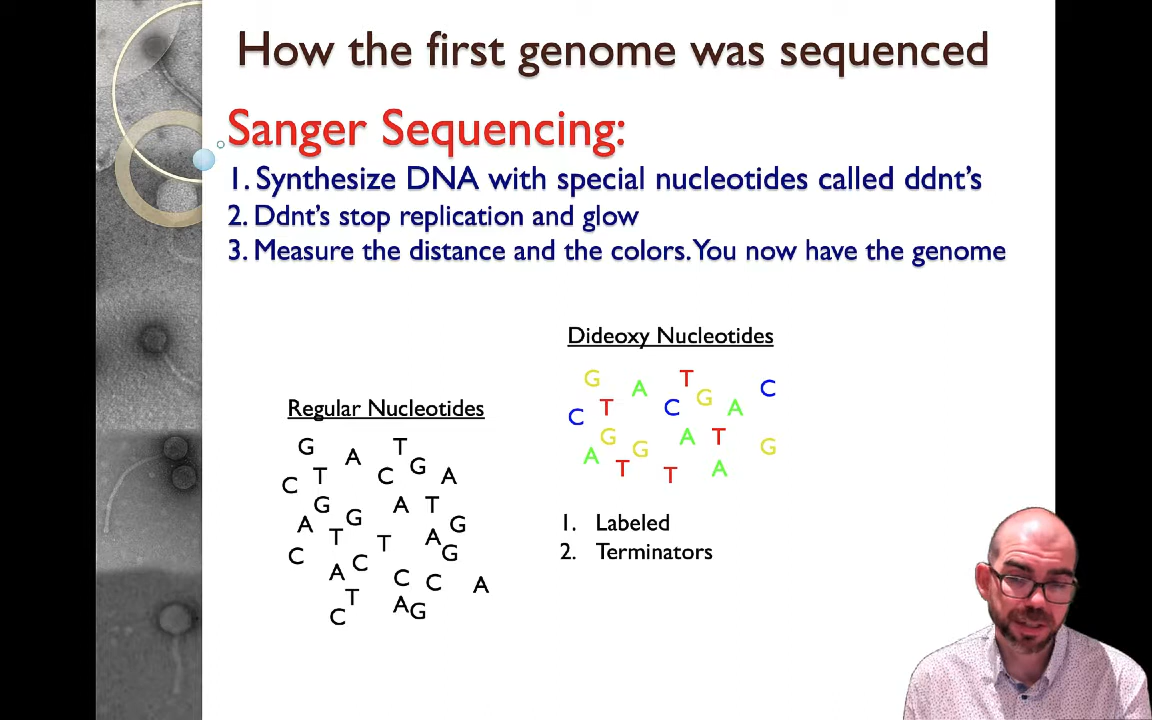 How the first genome was sequenced
Sanger Sequencing:
1. Synthesize DNA with special nucleotides called ddnt's
2. Ddnt's stop replication and glow
3. Measure the distance and the colors. You now have the genome
Dideoxy Nucleotides
G A T G A C
C T C
G G A T G
A T T A
Regular Nucleotides
G A T
C T C G A
G G A T G
A T T A G
C A C C C A
T A G
C
1. Labeled
2. Terminators